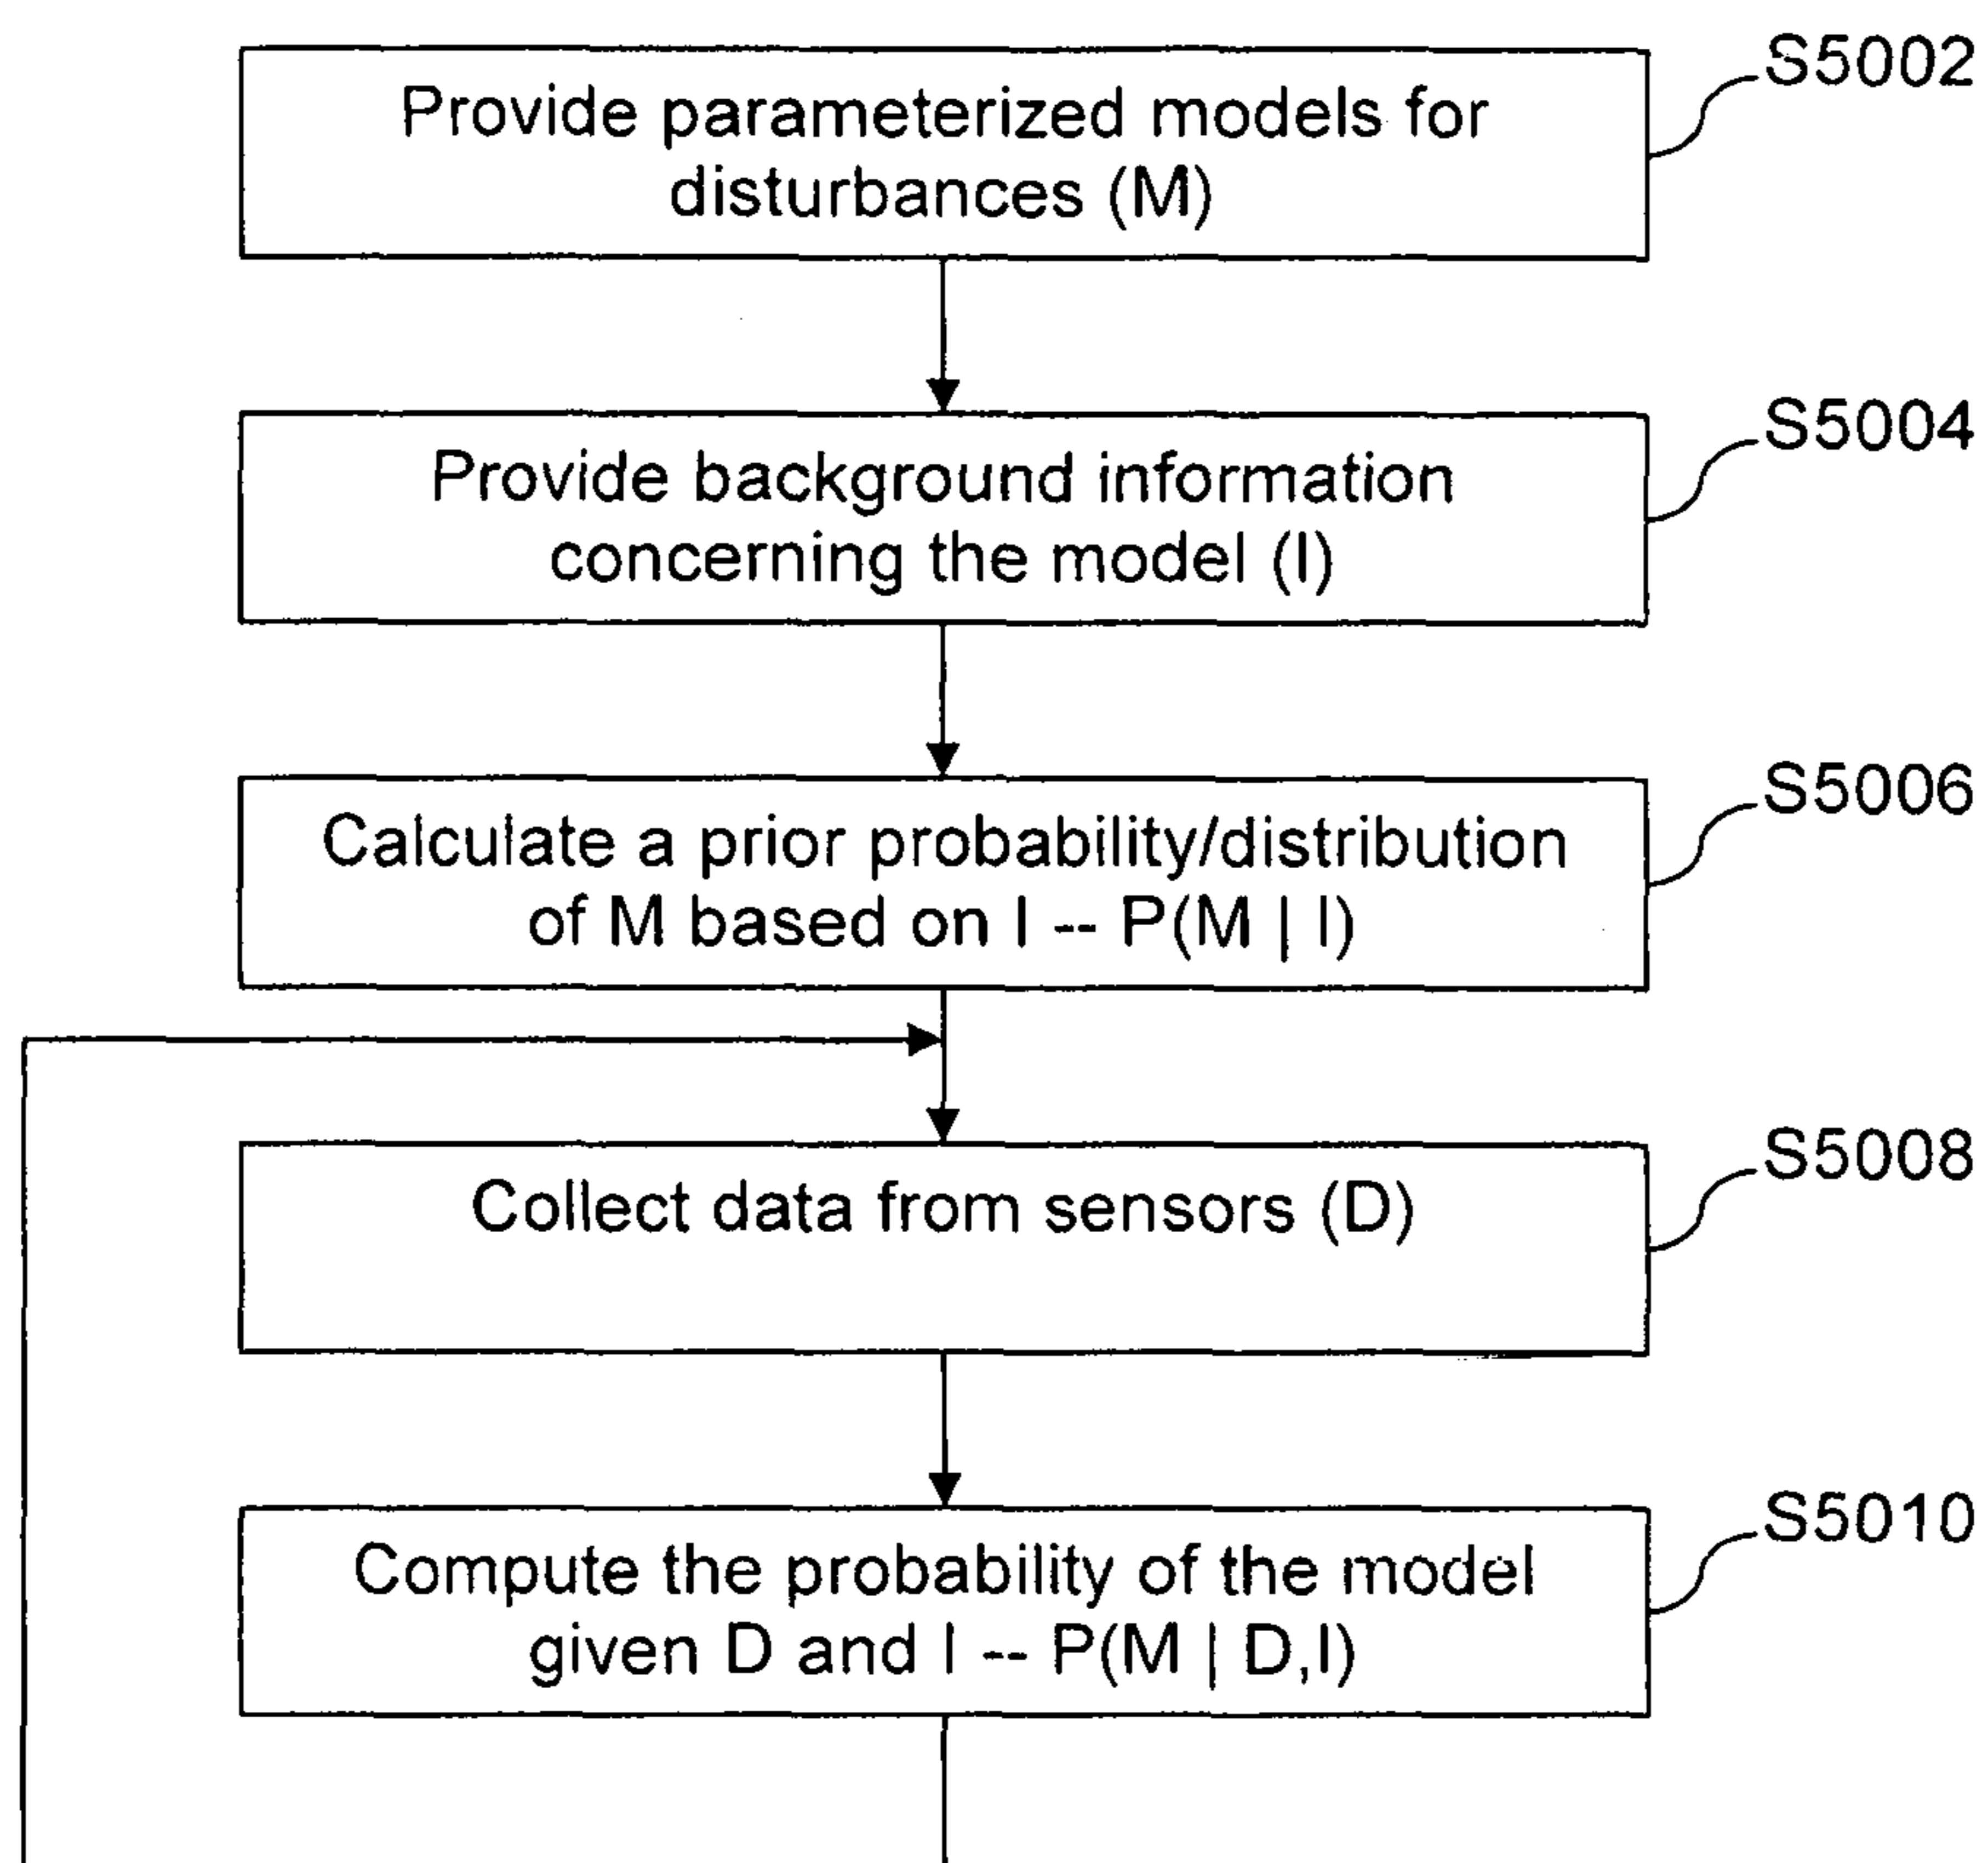 S5002
Provide parameterized models for
disturbances (M)
S5004
Provide background information
concerning the model (I)
S5006
Calculate a prior probability/distribution
of M based on I -- P(M | I)
S5008
Collect data from sensors (D)
S5010
Compute the probability of the model
given D and I -- P(M | D,I)